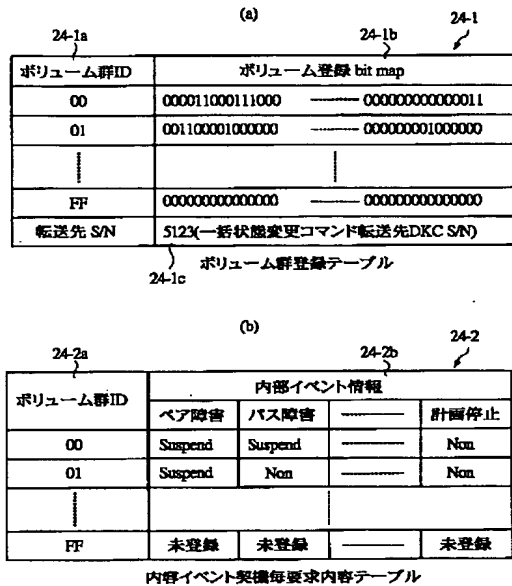 (a)
24-1a 24-1b 24-1
ボリューム群ID ボリューム登録 bit map
00 000011000111000 000000000000011
01 001100001000000 000000001000000
FF 000000000000000 000000000000000
転送先 S/N 5123(一括状態変更コマンド転送先DKC S/N)
24-1c ボリューム群登録テーブル
(b)
24-2a 24-2b 24-2
ボリューム群ID 内部イベント情報
ペア障害 パス障害 計画停止
00 Suspend Suspend Non
01 Suspend Non Non
FF 未登録 未登録 未登録
内容イベント契機毎要求内容テーブル